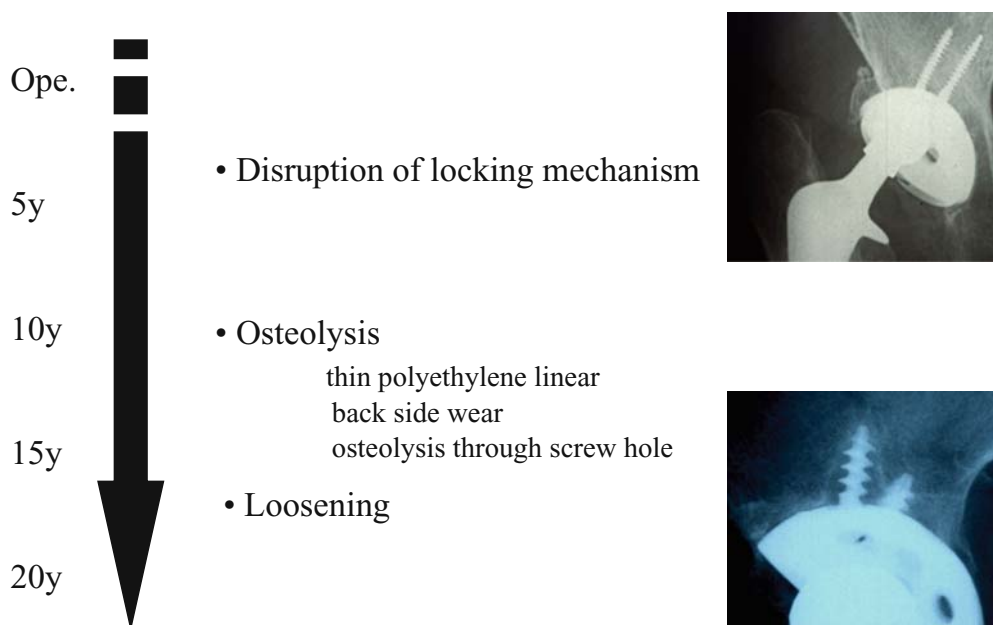 Ope.
• Disruption of locking mechanism
5y
10y
• Osteolysis
thin polyethylene linear
back side wear
15y
osteolysis through screw hole
• Loosening
20y